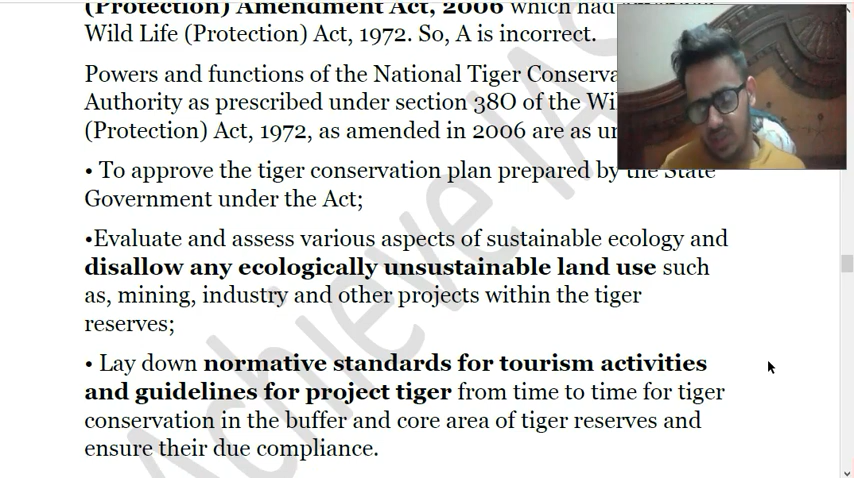 (Protection) Amendment Act, 2006 which had
Wild Life (Protection) Act, 1972. So, A is incorrect.
Powers and functions of the National Tiger Conserva
Authority as prescribed under section 38O of the Wi
(Protection) Act, 1972, as amended in 2006 are as un
• To approve the tiger conservation plan prepared by the State
Government under the Act;
•Evaluate and assess various aspects of sustainable ecology and
disallow any ecologically unsustainable land use such
as, mining, industry and other projects within the tiger
reserves;
• Lay down normative standards for tourism activities
and guidelines for project tiger from time to time for tiger
conservation in the buffer and core area of tiger reserves and
ensure their due compliance.
Achieve IAS